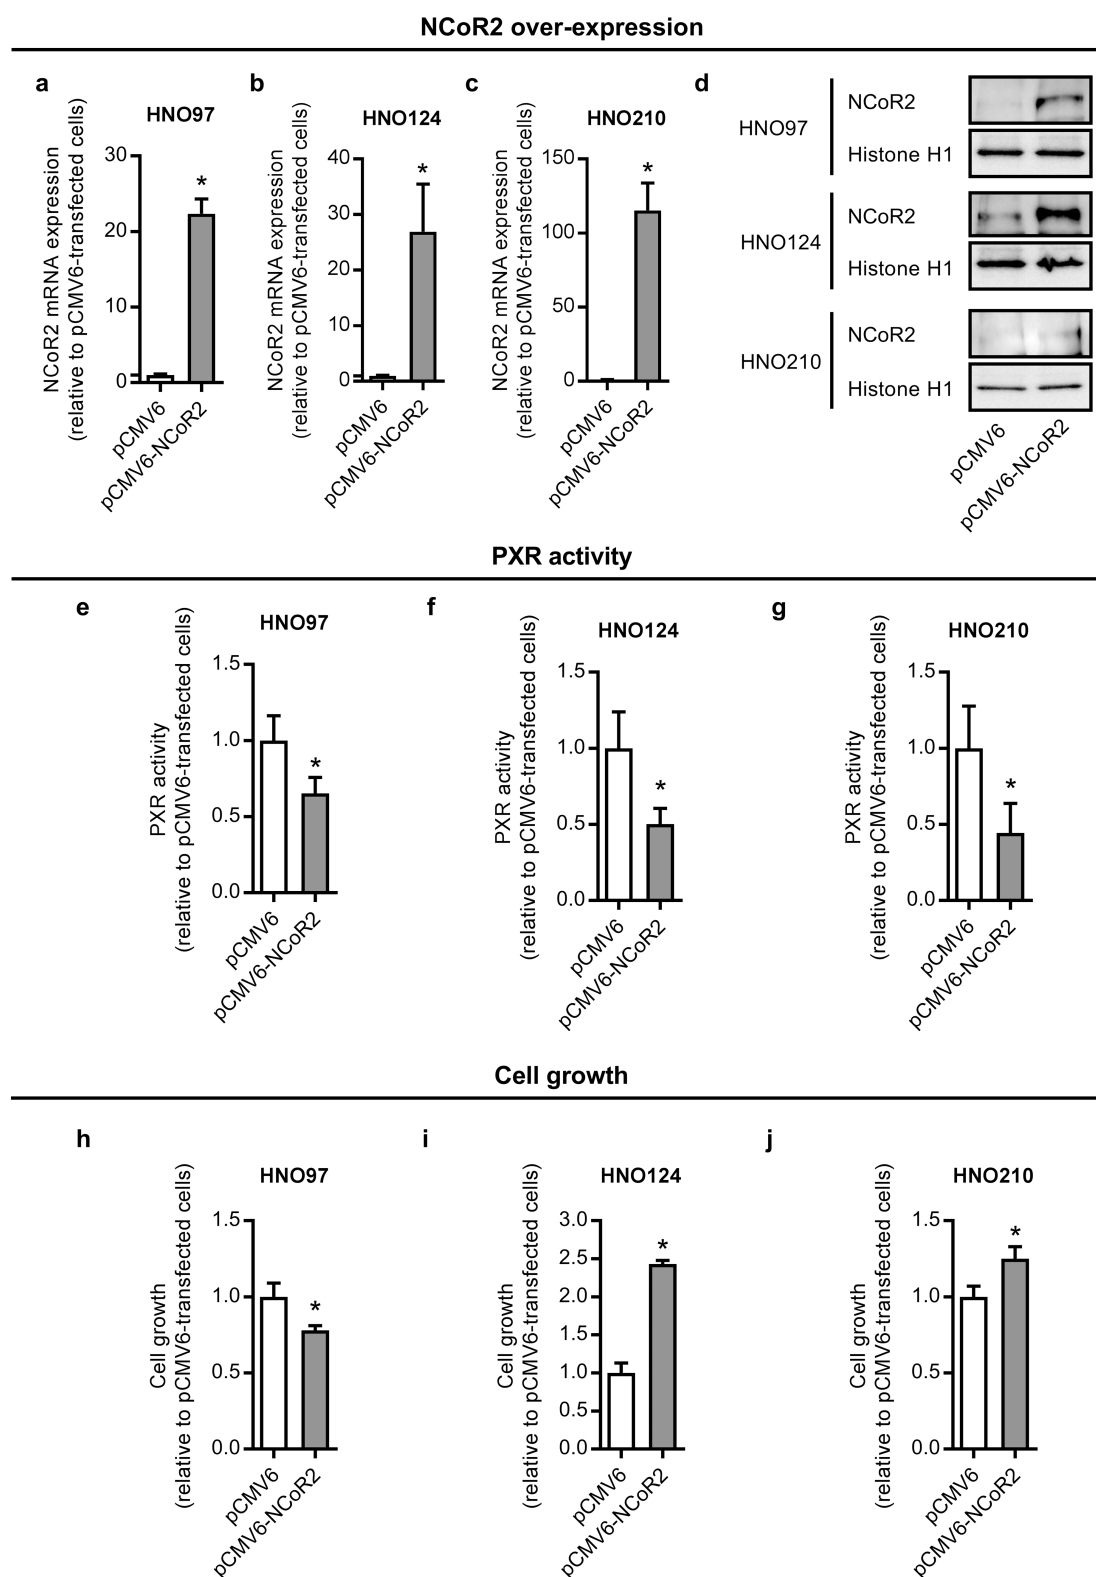 NCoR2 over-expression
a
HNO97
NCoR2 mRNA expression
(relative to pCMV6-transfected cells)
30
20
10
0
*
pCMV6
pCMV6-NCoR2
b
HNO124
NCoR2 mRNA expression
(relative to pCMV6-transfected cells)
40
30
20
10
0
*
pCMV6
pCMV6-NCoR2
c
HNO210
NCoR2 mRNA expression
(relative to pCMV6-transfected cells)
150
100
50
0
*
pCMV6
pCMV6-NCoR2
d
HNO97
NCoR2
Histone H1
HNO124
NCoR2
Histone H1
HNO210
NCoR2
Histone H1
pCMV6
pCMV6-NCoR2
PXR activity
e
HNO97
PXR activity
(relative to pCMV6-transfected cells)
1.5
1.0
0.5
0.0
*
pCMV6
pCMV6-NCoR2
f
HNO124
PXR activity
(relative to pCMV6-transfected cells)
1.5
1.0
0.5
0.0
*
pCMV6
pCMV6-NCoR2
g
HNO210
PXR activity
(relative to pCMV6-transfected cells)
1.5
1.0
0.5
0.0
*
pCMV6
pCMV6-NCoR2
Cell growth
h
HNO97
Cell growth
(relative to pCMV6-transfected cells)
1.5
1.0
0.5
0.0
*
pCMV6
pCMV6-NCoR2
i
HNO124
Cell growth
(relative to pCMV6-transfected cells)
3.0
2.5
2.0
1.5
1.0
0.5
0.0
*
pCMV6
pCMV6-NCoR2
j
HNO210
Cell growth
(relative to pCMV6-transfected cells)
1.5
1.0
0.5
0.0
*
pCMV6
pCMV6-NCoR2